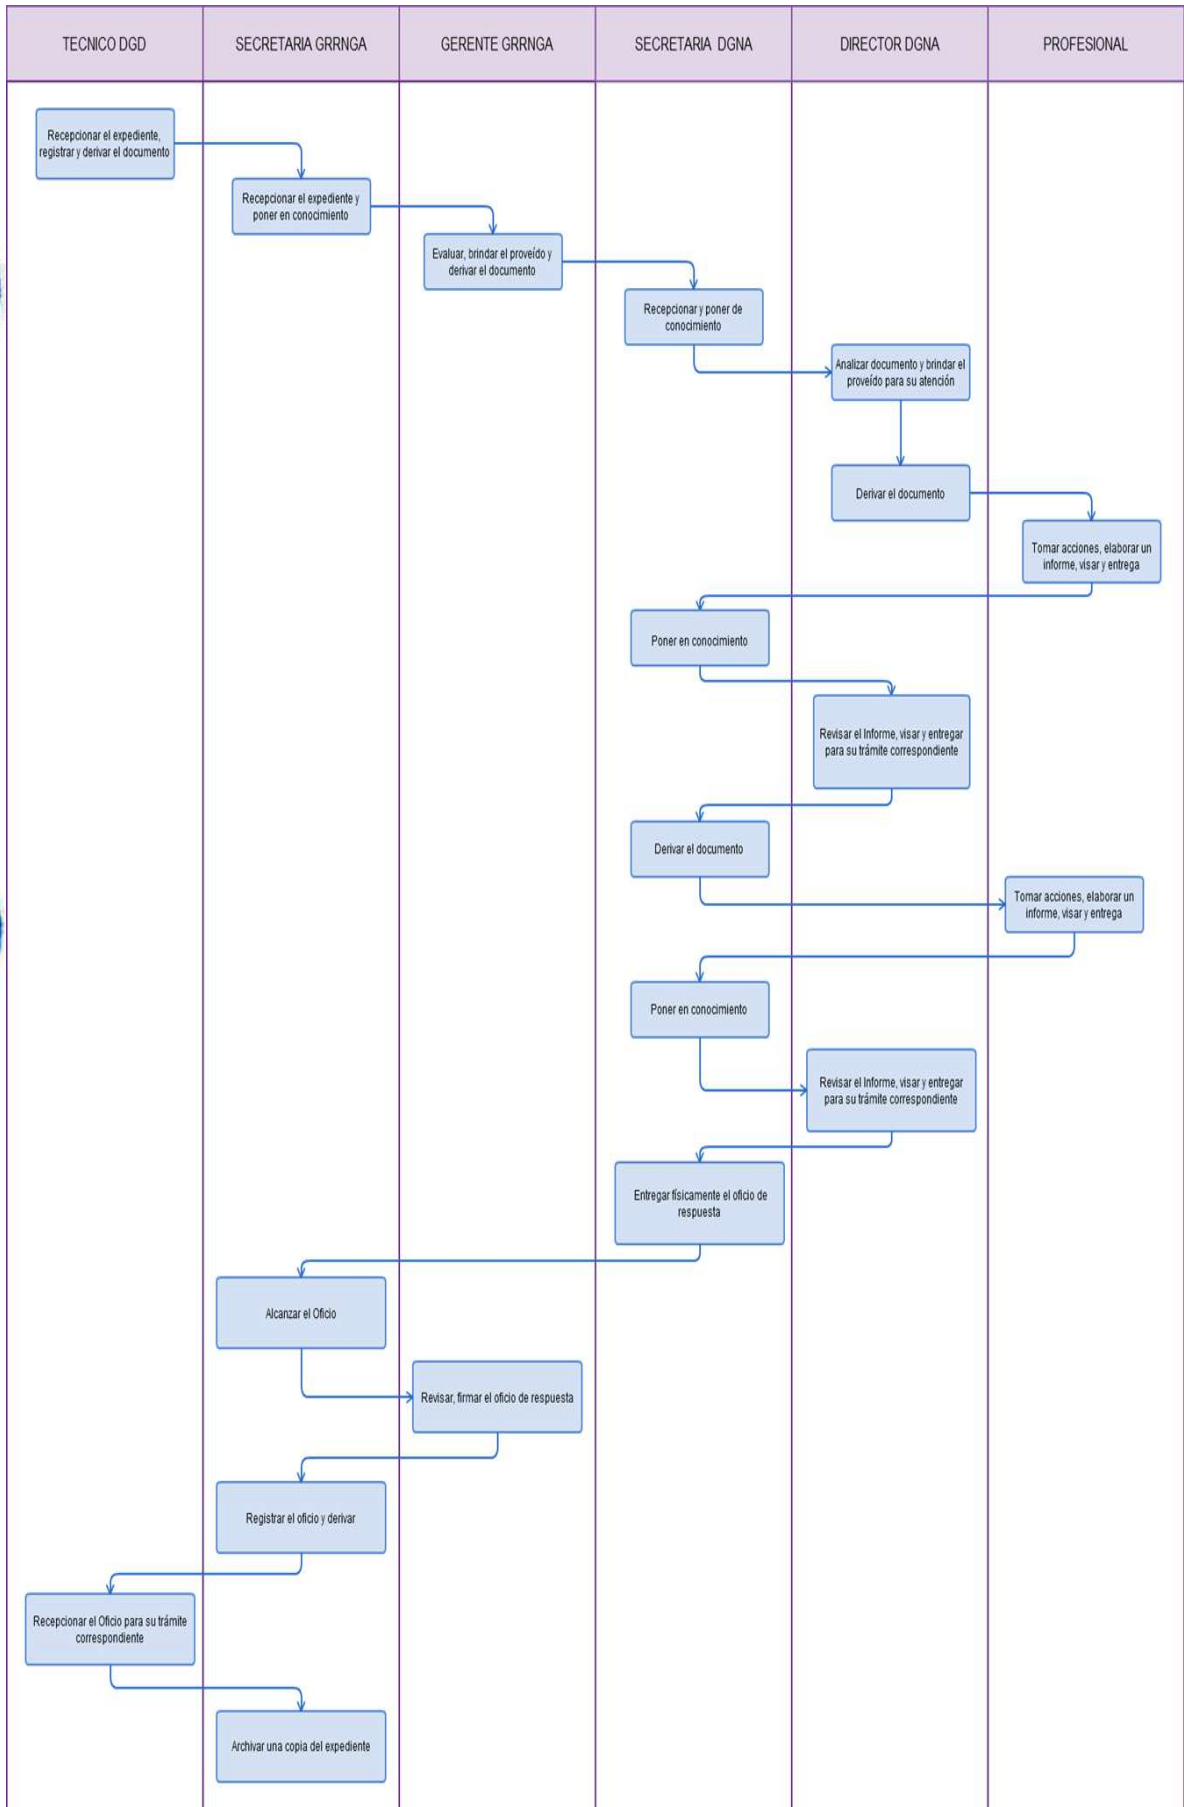 TECNICO DGD
SECRETARIA GRRNGA
GERENTE GRRNGA
SECRETARIA DGNA
DIRECTOR DGNA
PROFESIONAL
Recepcionar el expediente,
registrar y derivar el documento
Recepcionar el expediente y
poner en conocimiento
Evaluar, brindar el proveído y
derivar el documento
Recepcionar y poner de
conocimiento
Analizar documento y brindar el
proveído para su atención
Derivar el documento
Tomar acciones, elaborar un
informe, visar y entrega
Poner en conocimiento
Revisar el Informe, visar y entregar
para su trámite correspondiente
Derivar el documento
Tomar acciones, elaborar un
informe, visar y entrega
Poner en conocimiento
Revisar el Informe, visar y entregar
para su trámite correspondiente
Entregar físicamente el oficio de
respuesta
Alcanzar el Oficio
Revisar, firmar el oficio de respuesta
Registrar el oficio y derivar
Recepcionar el Oficio para su trámite
correspondiente
Archivar una copia del expediente